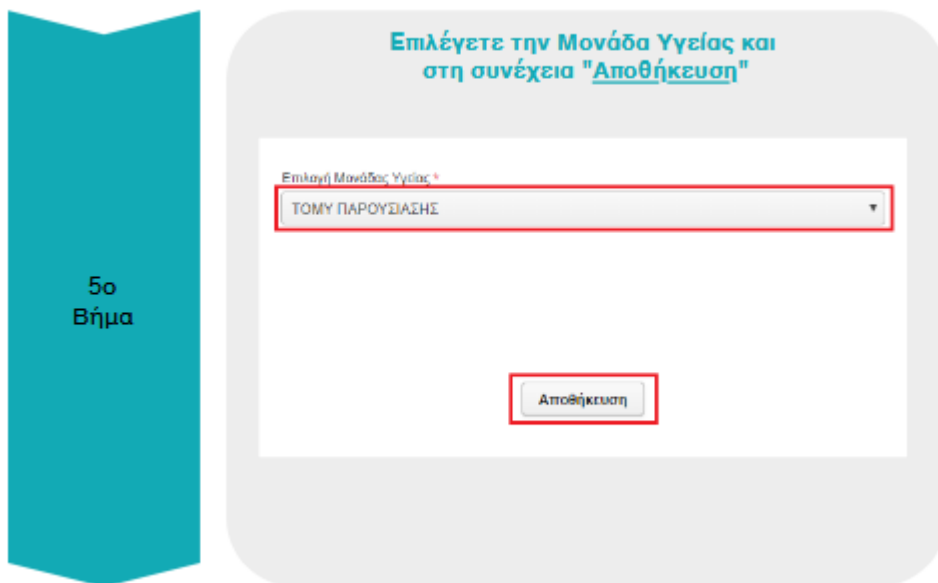 Επιλέγετε την Μονάδα Υγείας και
στη συνέχεια "Αποθήκευση"
Επιλογή Μονάδας Υγείας *
ΤΟΜΥ ΠΑΡΟΥΣΙΑΣΗΣ
5ο
Βήμα
Αποθήκευση